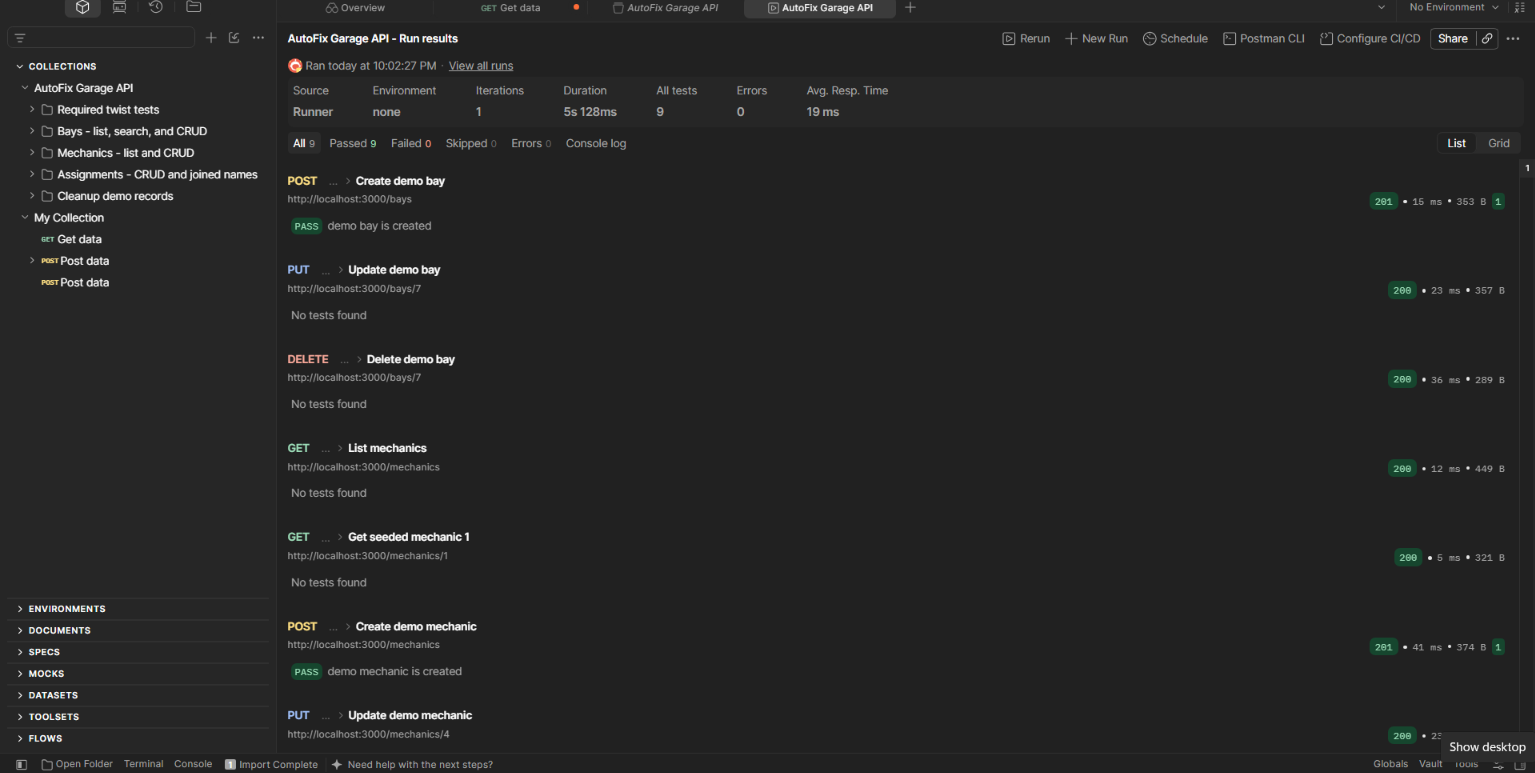 Overview
GET Get data
AutoFix Garage API
AutoFix Garage API
No Environment
AutoFix Garage API - Run results
Rerun
New Run
Schedule
Postman CLI
Configure CI/CD
Share
Ran today at 10:02:27 PM · View all runs
Source Environment Iterations Duration All tests Errors Avg. Resp. Time
Runner none 1 5s 128ms 9 0 19 ms
All 9 Passed 9 Failed 0 Skipped 0 Errors 0 Console log
List Grid
1
COLLECTIONS
AutoFix Garage API
Required twist tests
Bays - list, search, and CRUD
Mechanics - list and CRUD
Assignments - CRUD and joined names
Cleanup demo records
My Collection
GET Get data
POST Post data
POST Post data
ENVIRONMENTS
DOCUMENTS
SPECS
MOCKS
DATASETS
TOOLSETS
FLOWS
POST ... > Create demo bay
http://localhost:3000/bays
201 • 15 ms • 353 B 1
PASS demo bay is created
PUT ... > Update demo bay
http://localhost:3000/bays/7
200 • 23 ms • 357 B
No tests found
DELETE ... > Delete demo bay
http://localhost:3000/bays/7
200 • 36 ms • 289 B
No tests found
GET ... > List mechanics
http://localhost:3000/mechanics
200 • 12 ms • 449 B
No tests found
GET ... > Get seeded mechanic 1
http://localhost:3000/mechanics/1
200 • 5 ms • 321 B
No tests found
POST ... > Create demo mechanic
http://localhost:3000/mechanics
201 • 41 ms • 374 B 1
PASS demo mechanic is created
PUT ... > Update demo mechanic
http://localhost:3000/mechanics/4
200 •
Show desktop
Open Folder Terminal Console 1 Import Complete Need help with the next steps?
Globals Vault Tools